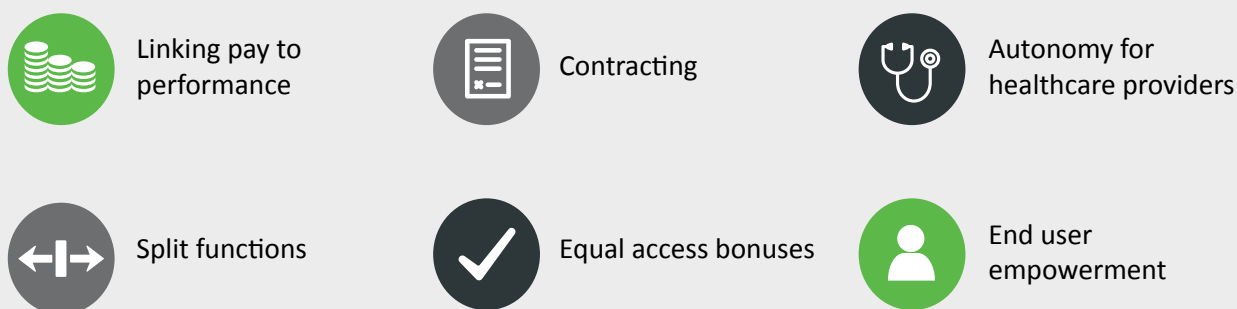 Linking pay to
performance
Contracting
Autonomy for
healthcare providers
Split functions
Equal access bonuses
End user
empowerment